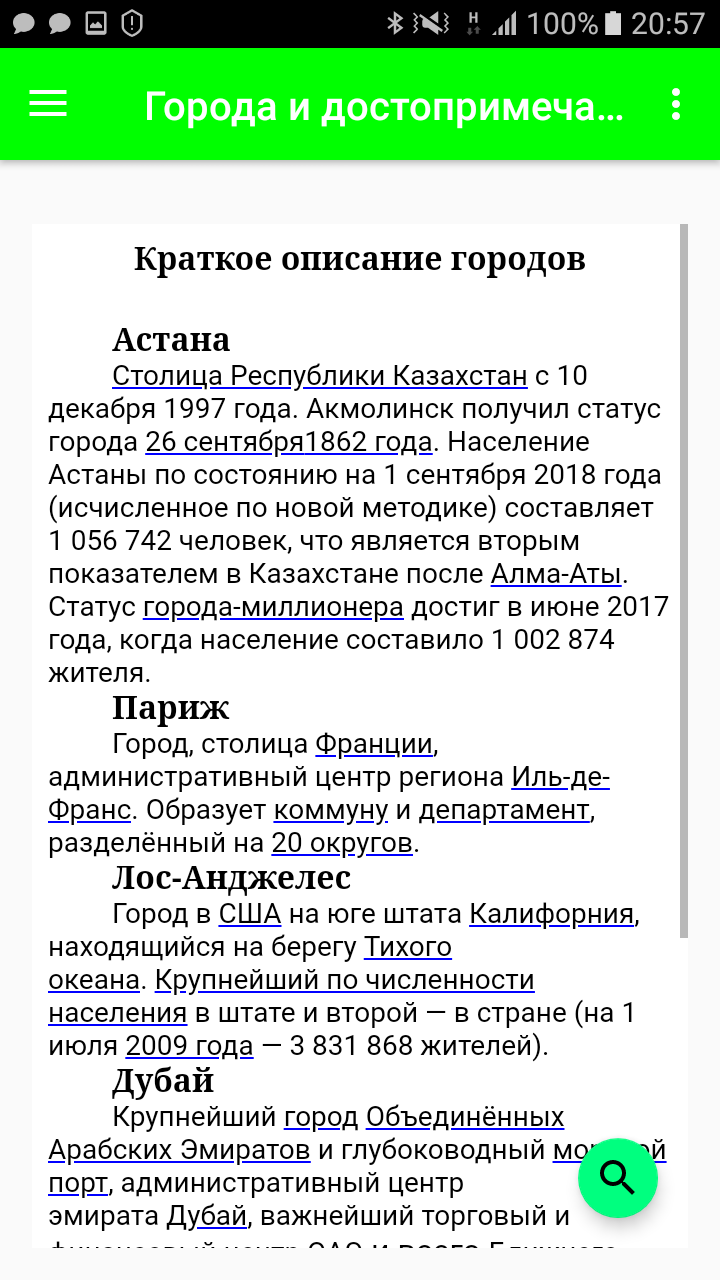 100% 20:57
Города и достопримеча...
Краткое описание городов
Астана
Столица Республики Казахстан с 10
декабря 1997 года. Акмолинск получил статус
города 26 сентября1862 года. Население
Астаны по состоянию на 1 сентября 2018 года
(исчисленное по новой методике) составляет
1 056 742 человек, что является вторым
показателем в Казахстане после Алма-Аты.
Статус города-миллионера достиг в июне 2017
года, когда население составило 1 002 874
жителя.
Париж
Город, столица Франции,
административный центр региона Иль-де-
Франс. Образует коммуну и департамент,
разделённый на 20 округов.
Лос-Анджелес
Город в США на юге штата Калифорния,
находящийся на берегу Тихого
океана. Крупнейший по численности
населения в штате и второй — в стране (на 1
июля 2009 года — 3 831 868 жителей).
Дубай
Крупнейший город Объединённых
Арабских Эмиратов и глубоководный
порт, административный центр
эмирата Дубай, важнейший торговый и